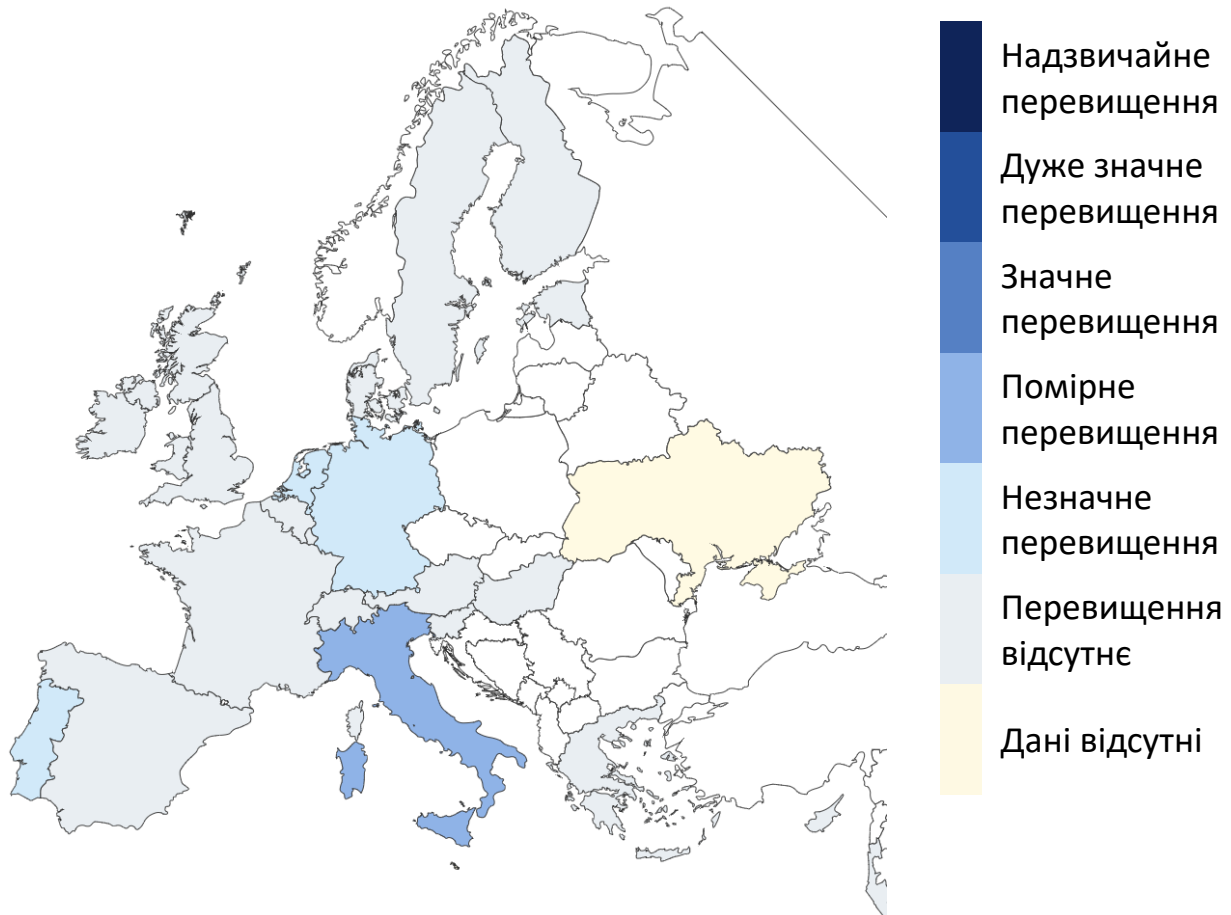 Надзвичайне
перевищення
Дуже значне
перевищення
Значне
перевищення
Помірне
перевищення
Незначне
перевищення
Перевищення
відсутнє
Дані відсутні